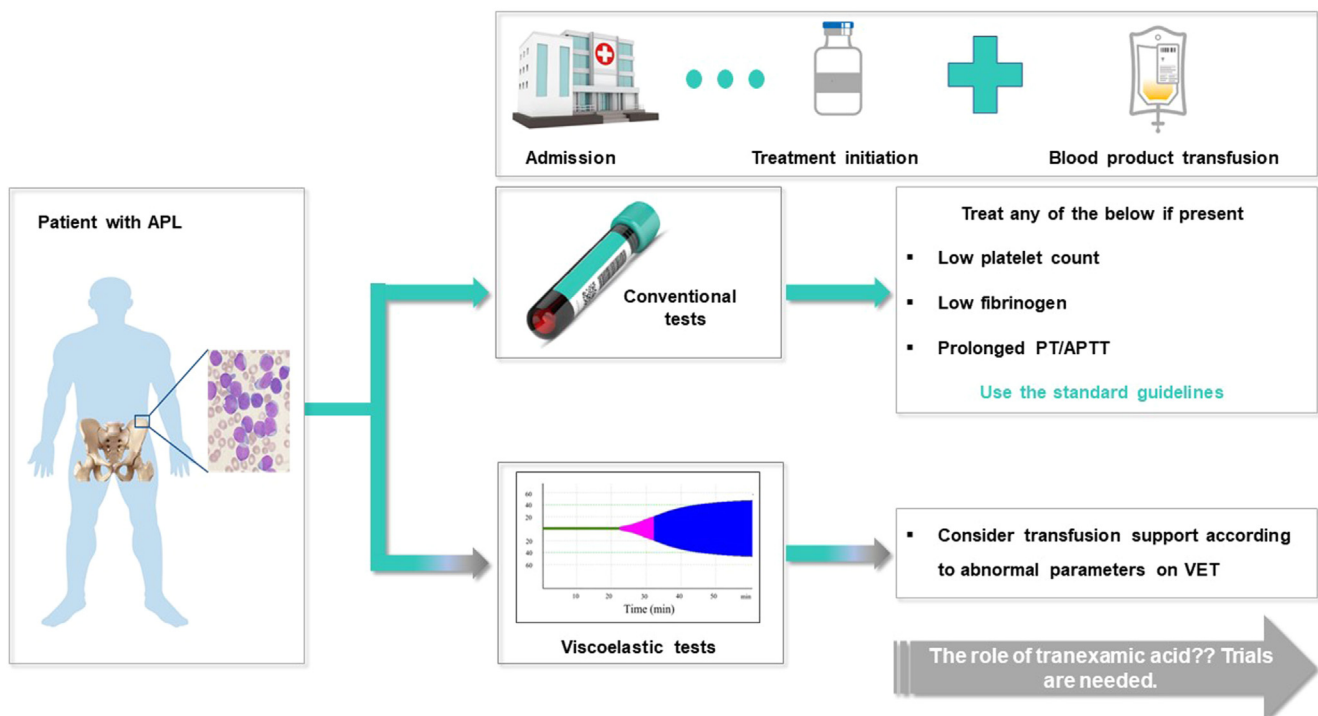 Admission
Treatment initiation
Blood product transfusion
Patient with APL
Conventional
tests
Treat any of the below if present
▪ Low platelet count
▪ Low fibrinogen
▪ Prolonged PT/APTT
Use the standard guidelines
60
40
20
20
40
60
10 20 30 40 50 min
Time (min)
Viscoelastic tests
▪ Consider transfusion support according
to abnormal parameters on VET
The role of tranexamic acid?? Trials
are needed.